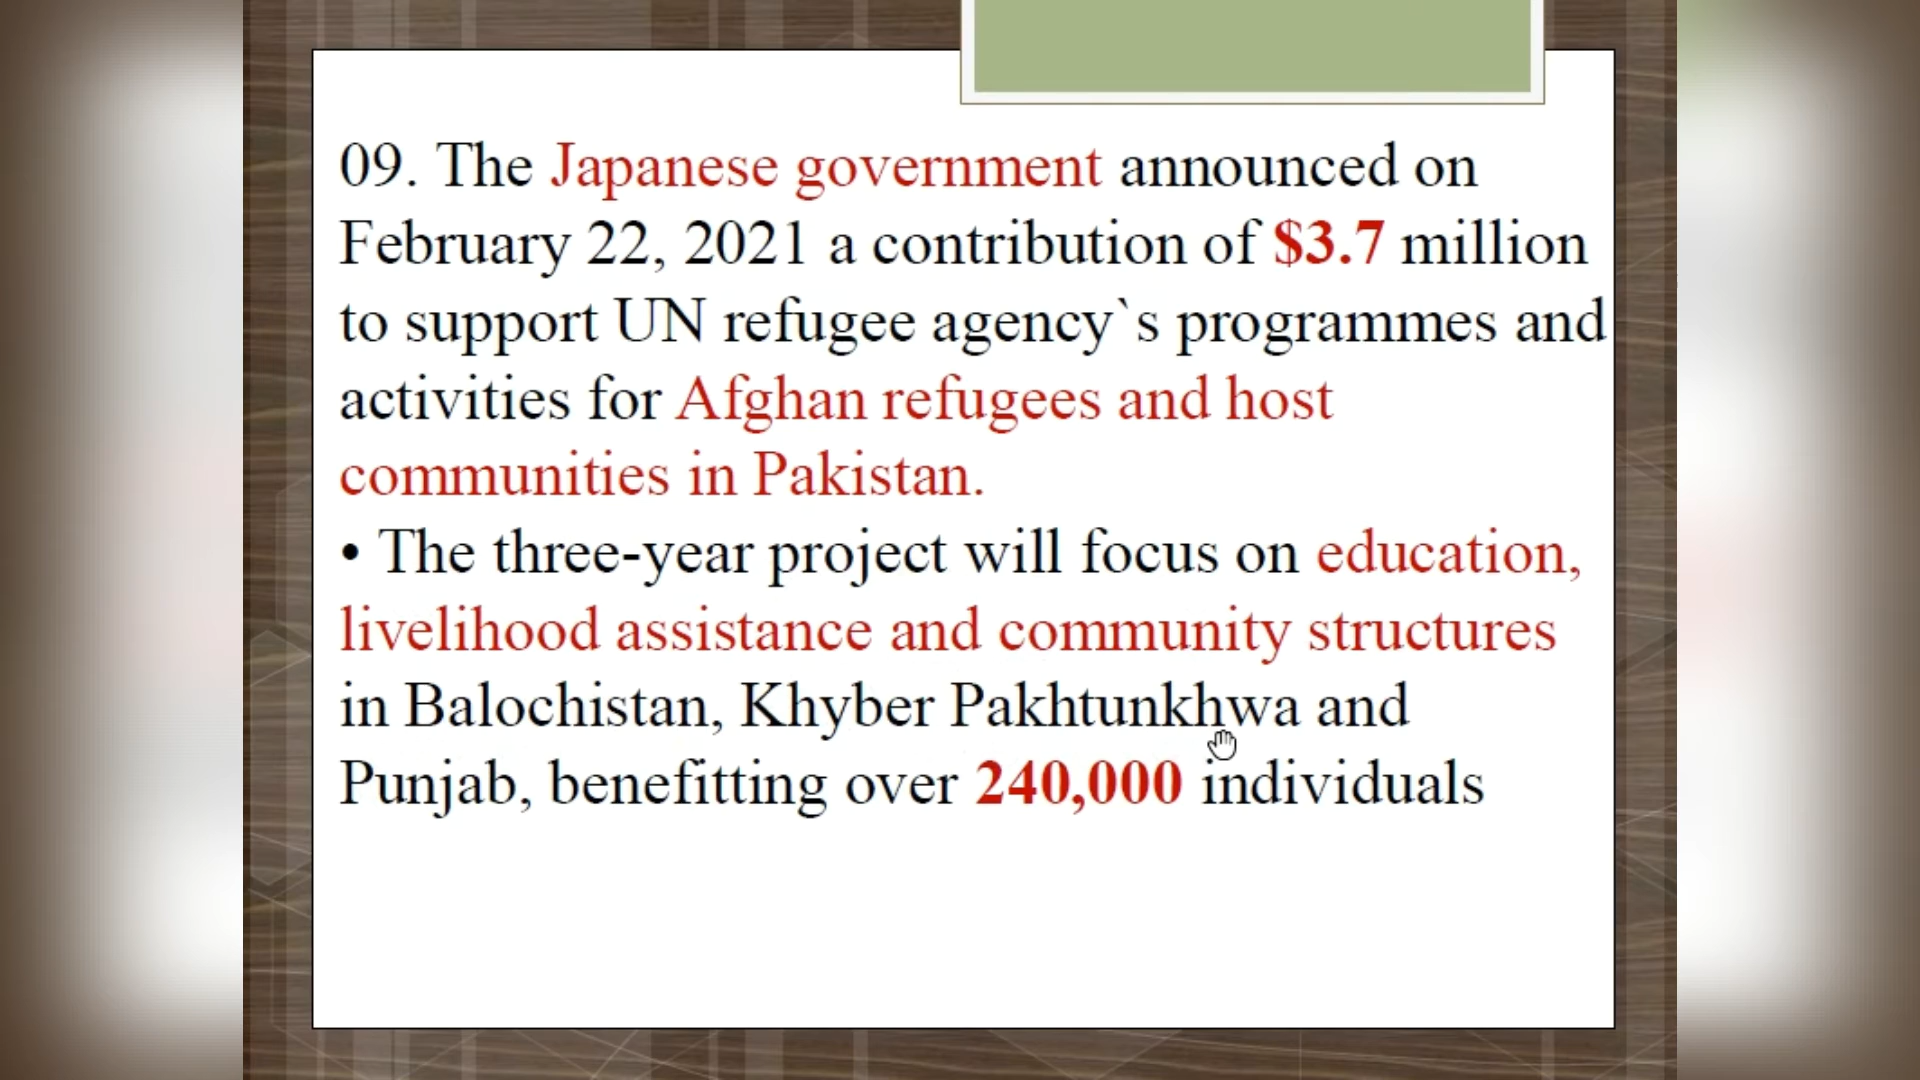 09. The Japanese government announced on
February 22, 2021 a contribution of $3.7 million
to support UN refugee agency`s programmes and
activities for Afghan refugees and host
communities in Pakistan.
• The three-year project will focus on education,
livelihood assistance and community structures
in Balochistan, Khyber Pakhtunkhwa and
Punjab, benefitting over 240,000 individuals